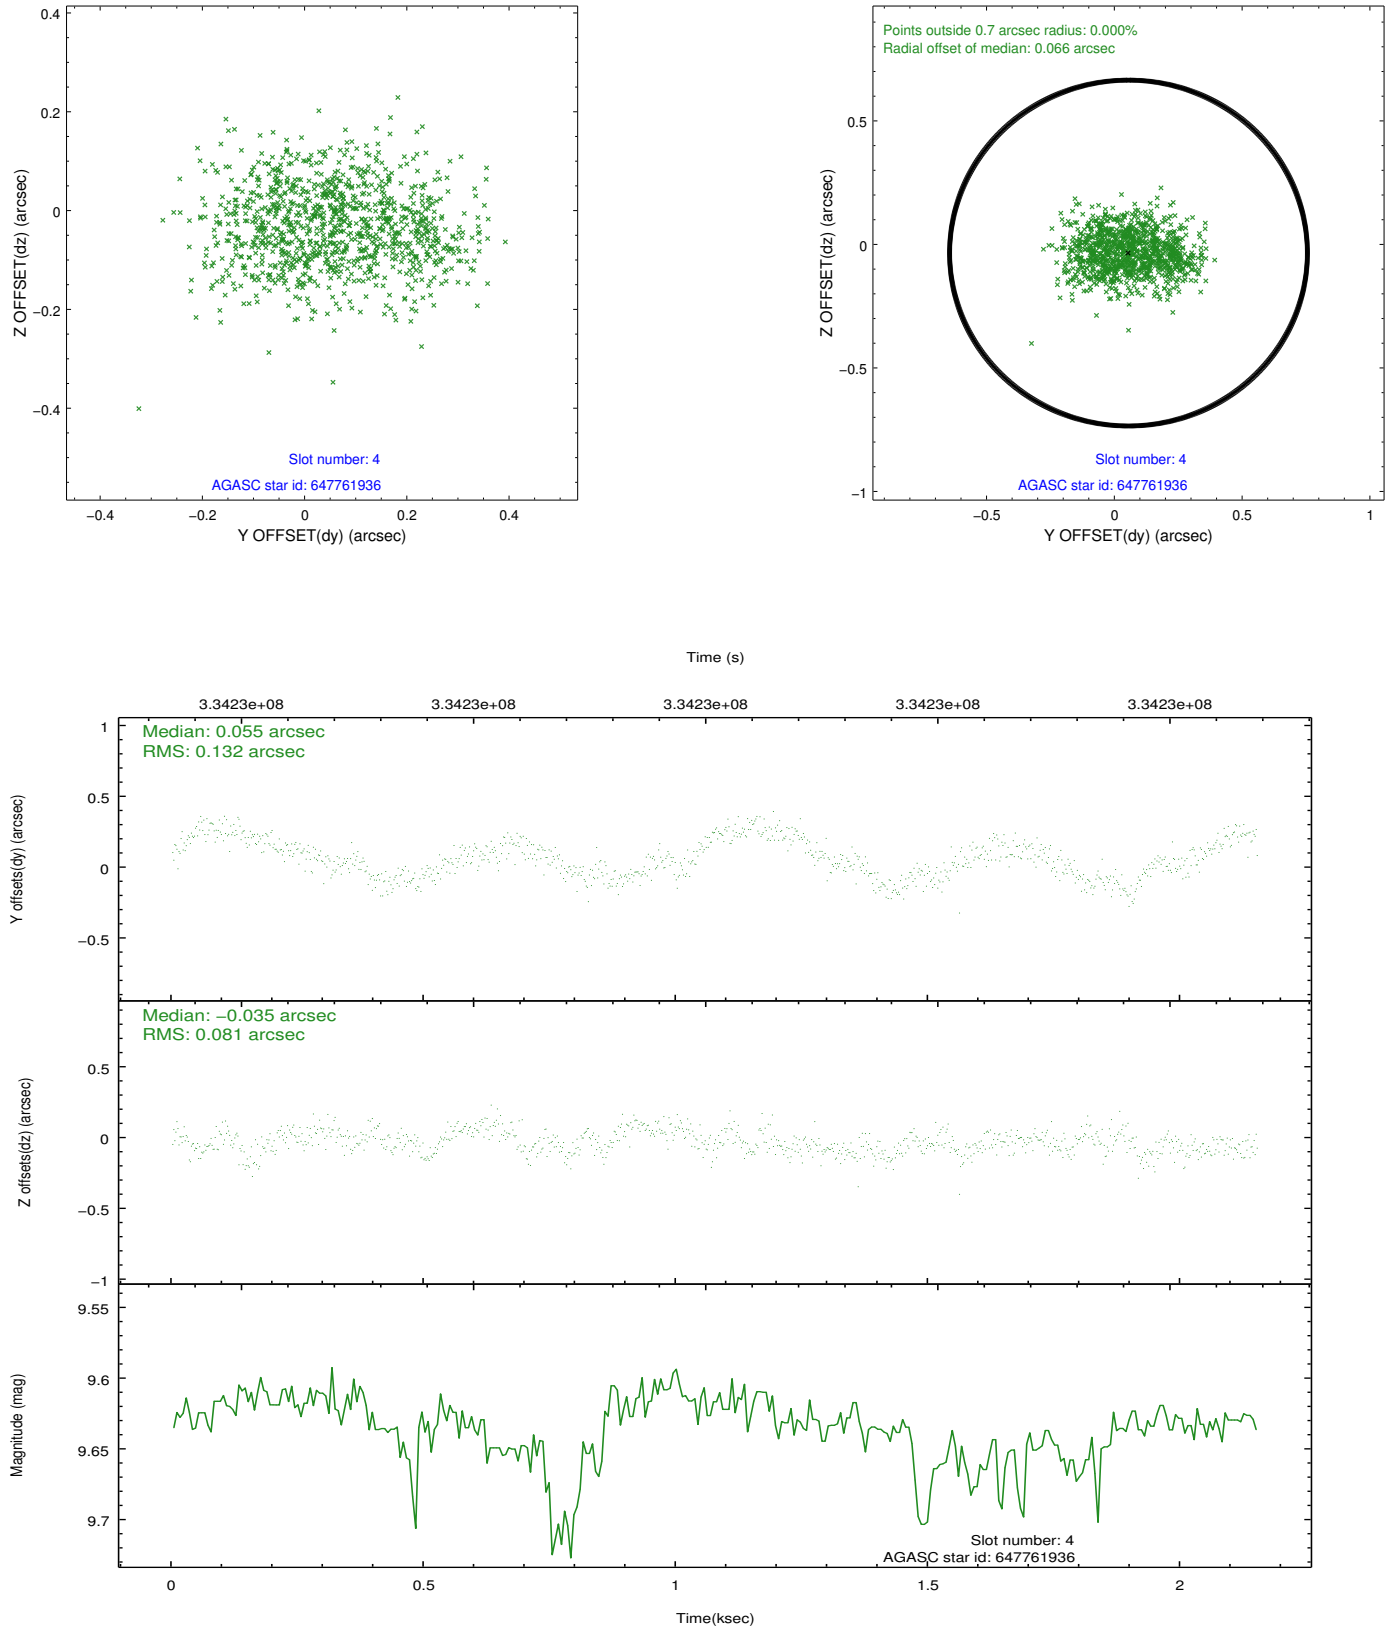 0.4
0.2
0
−0.2
−0.4
Z OFFSET(dz) (arcsec)
Slot number: 4
AGASC star id: 647761936
−0.4 −0.2 0 0.2 0.4
Y OFFSET(dy) (arcsec)
Points outside 0.7 arcsec radius: 0.000%
Radial offset of median: 0.066 arcsec
0.5
0
−0.5
−1
Z OFFSET(dz) (arcsec)
Slot number: 4
AGASC star id: 647761936
−0.5 0 0.5 1
Y OFFSET(dy) (arcsec)
Time (s)
3.3423e+08 3.3423e+08 3.3423e+08 3.3423e+08 3.3423e+08
Median: 0.055 arcsec
RMS: 0.132 arcsec
1
0.5
0
−0.5
Y offsets(dy) (arcsec)
Median: −0.035 arcsec
RMS: 0.081 arcsec
0.5
0
−0.5
−1
Z offsets(dz) (arcsec)
9.55
9.6
9.65
9.7
Magnitude (mag)
Slot number: 4
AGASC star id: 647761936
0 0.5 1 1.5 2
Time(ksec)